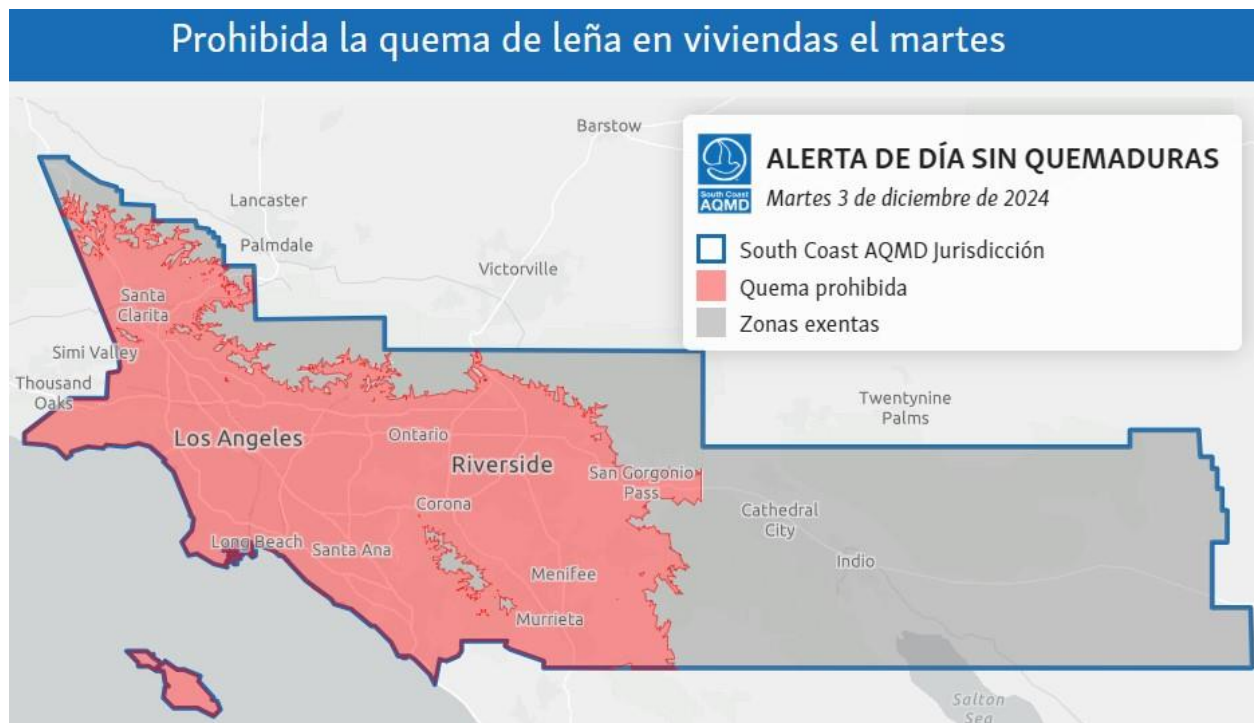 Prohibida la quema de leña en viviendas el martes
Barstow
South Coast
AQMD
ALERTA DE DÍA SIN QUEMADURAS
Martes 3 de diciembre de 2024
South Coast AQMD Jurisdicción
Quema prohibida
Zonas exentas
Lancaster
Palmdale
Victorville
Santa
Clarita
Simi Valley
Thousand
Oaks
Twentynine
Palms
Los Angeles
Ontario
Riverside
San Gorgonio
Pass
Corona
Cathedral
City
Long Beach
Santa Ana
Indio
Menifee
Murrieta
Salton
Sea